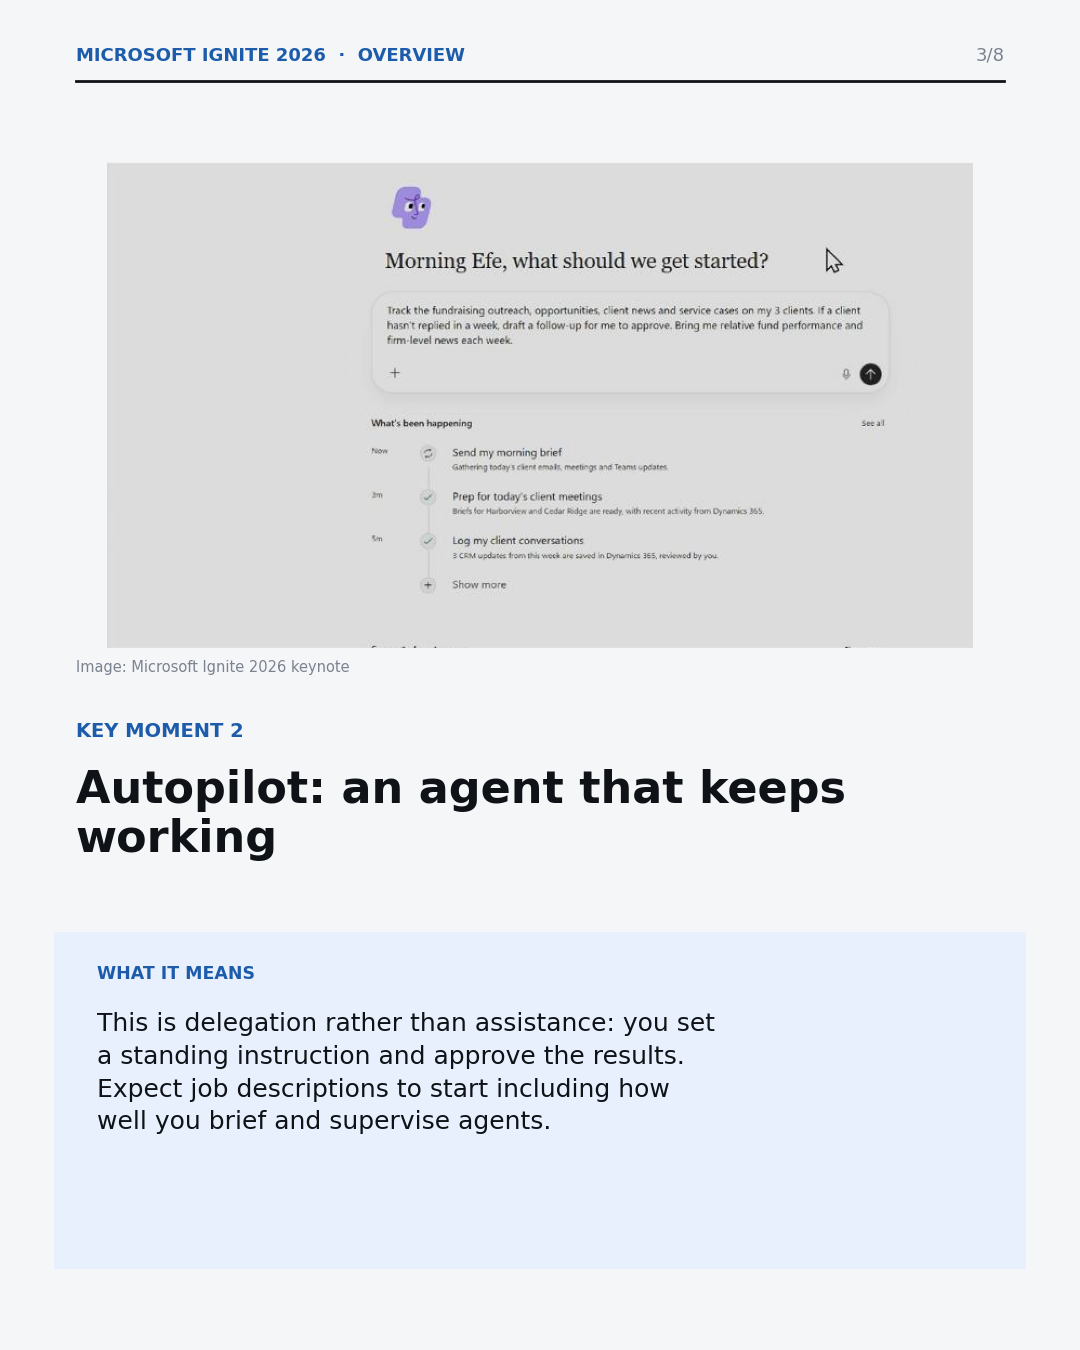 MICROSOFT IGNITE 2026 · OVERVIEW
3/8
Morning Efe, what should we get started?
Track the fundraising outreach, opportunities, client news and service cases on my 3 clients. If a client
hasn't replied in a week, draft a follow-up for me to approve. Bring me relative fund performance and
firm-level news each week.
What's been happening
See all
Now
Send my morning brief
Gathering today's client emails, meetings and Teams updates.
Prep for today's client meetings
Briefs for Harborview and Cedar Ridge are ready, with recent activity from Dynamics 365.
5m
Log my client conversations
3 CRM updates from this week are saved in Dynamics 365, reviewed by you.
Show more
Image: Microsoft Ignite 2026 keynote
KEY MOMENT 2
Autopilot: an agent that keeps
working
WHAT IT MEANS
This is delegation rather than assistance: you set
a standing instruction and approve the results.
Expect job descriptions to start including how
well you brief and supervise agents.